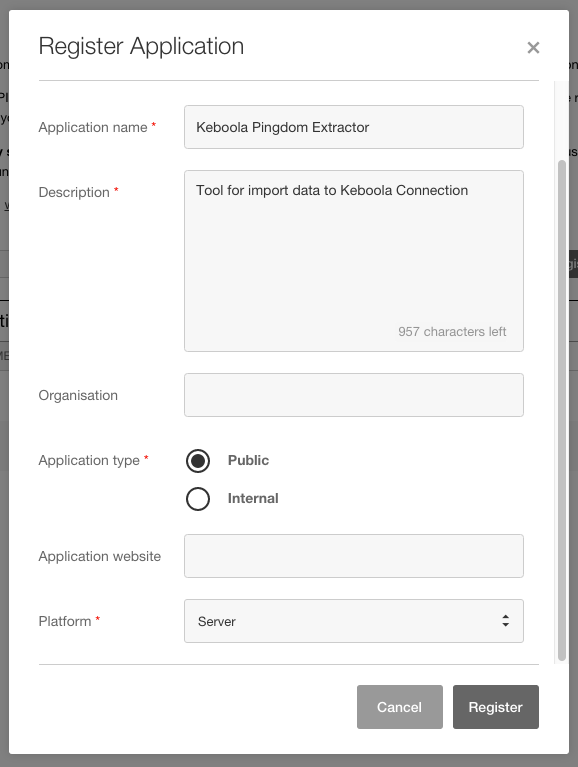 Register Application
×
Application name *
Keboola Pingdom Extractor
Description *
Tool for import data to Keboola Connection
957 characters left
Organisation
Application type *
Public
Internal
Application website
Platform *
Server
Cancel
Register